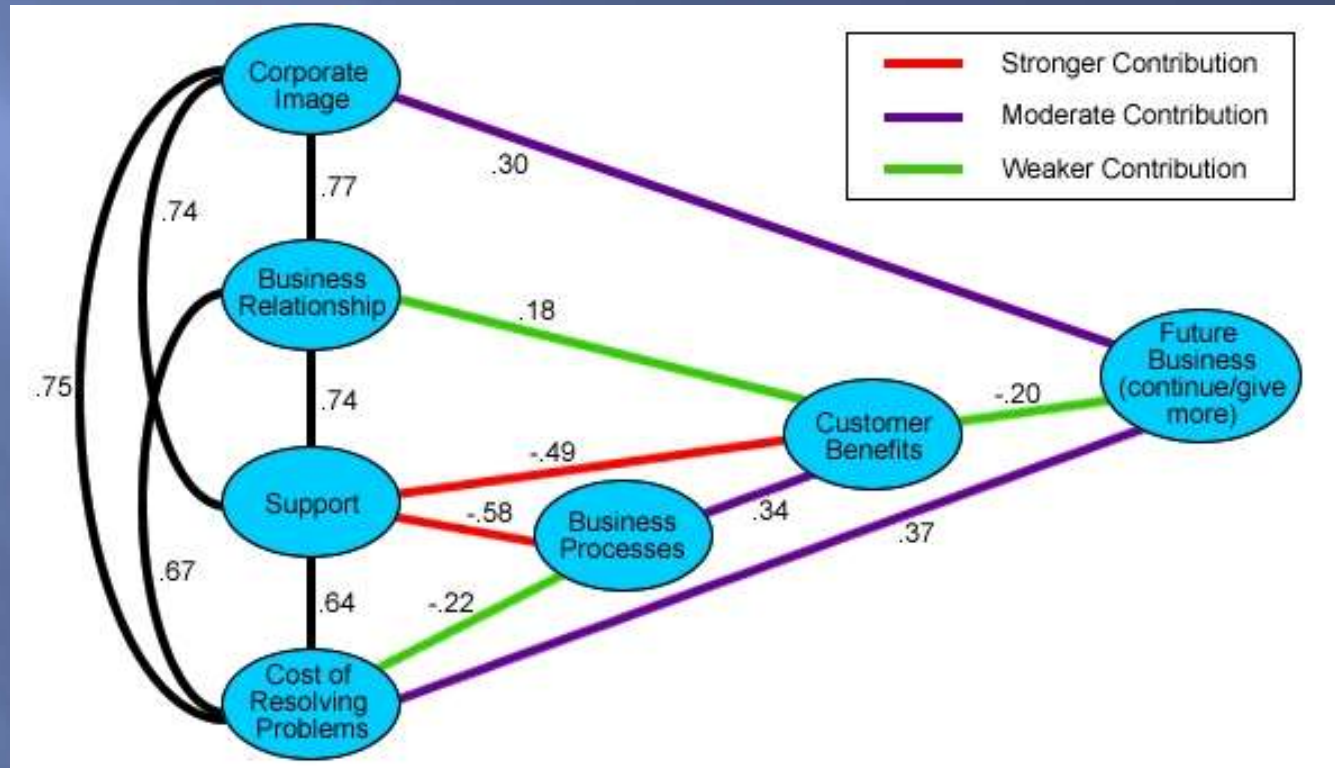 Corporate
Image
Stronger Contribution
Moderate Contribution
Weaker Contribution
.30
.77
.74
Business
Relationship
.18
Future
Business
(continue/give
more)
.75
.74
-.20
Customer
Benefits
-.49
Support
-.58
Business
Processes
.34
.37
.67
.64
-.22
Cost of
Resolving
Problems